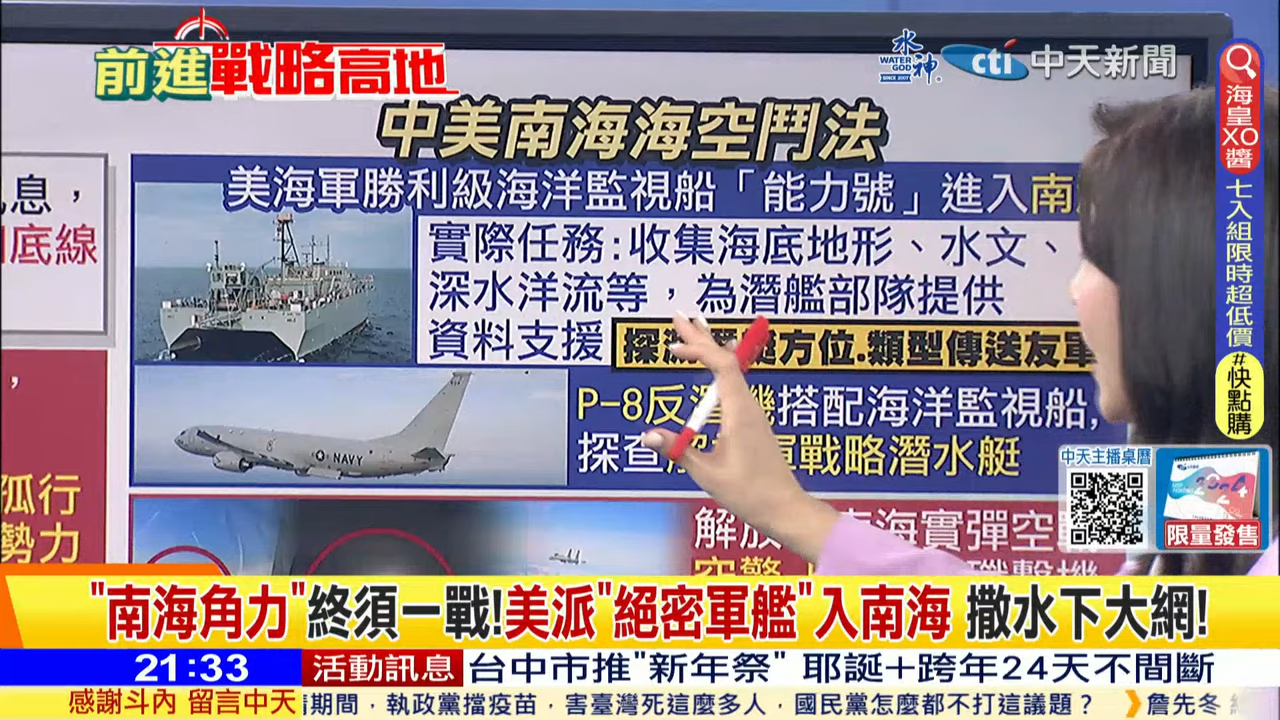 前進戰略高地
水神
WATER GOD
SINCE 2007
cti 中天新聞
中美南海海空鬥法
息，
底線
美海軍勝利級海洋監視船「能力號」進入南
實際任務:收集海底地形、水文、
深水洋流等，為潛艦部隊提供
資料支援
探 方位.類型傳送友軍
P-8反潛機搭配海洋監視船,
探查 軍戰略潛水艇
NAVY
，
孤行
勢力
解放 南海實彈空
海皇XO醬
七入組限時超低價
#快點購
中天主播桌曆
2024
限量發售
"南海角力"終須一戰!美派"絕密軍艦"入南海 撒水下大網!
21:33 活動訊息 台中市推"新年祭" 耶誕+跨年24天不間斷
感謝斗內 留言中天 情期間，執政黨擋疫苗，害臺灣死這麼多人，國民黨怎麼都不打這議題？ 詹先冬